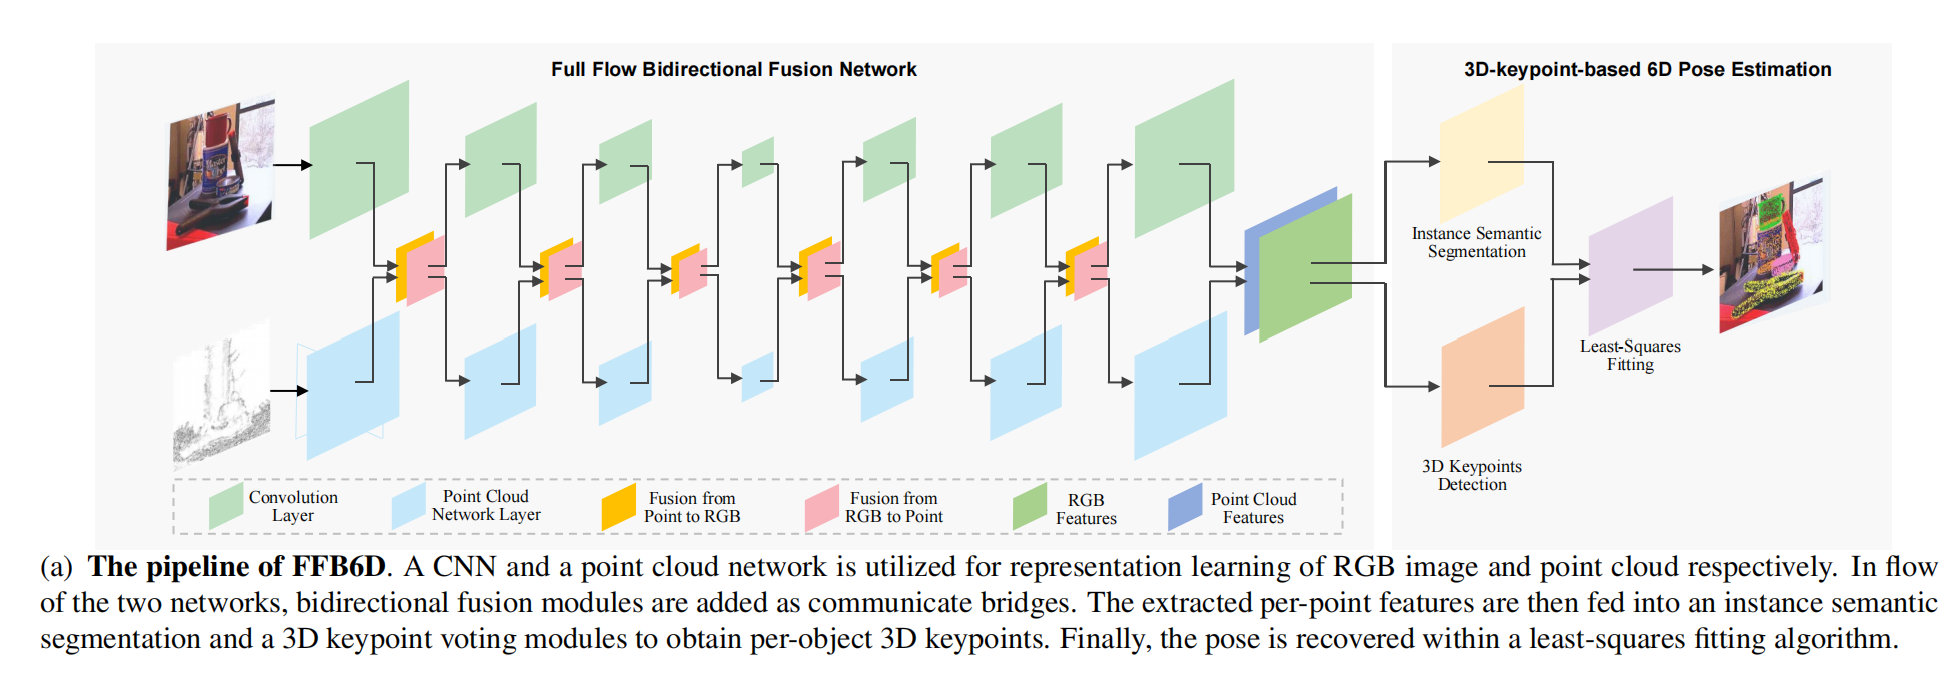 Full Flow Bidirectional Fusion Network
3D-keypoint-based 6D Pose Estimation
Instance Semantic
Segmentation
Least-Squares
Fitting
3D Keypoints
Detection
Convolution
Layer
Point Cloud
Network Layer
Fusion from
Point to RGB
Fusion from
RGB to Point
RGB
Features
Point Cloud
Features
(a) The pipeline of FFB6D. A CNN and a point cloud network is utilized for representation learning of RGB image and point cloud respectively. In flow
of the two networks, bidirectional fusion modules are added as communicate bridges. The extracted per-point features are then fed into an instance semantic
segmentation and a 3D keypoint voting modules to obtain per-object 3D keypoints. Finally, the pose is recovered within a least-squares fitting algorithm.